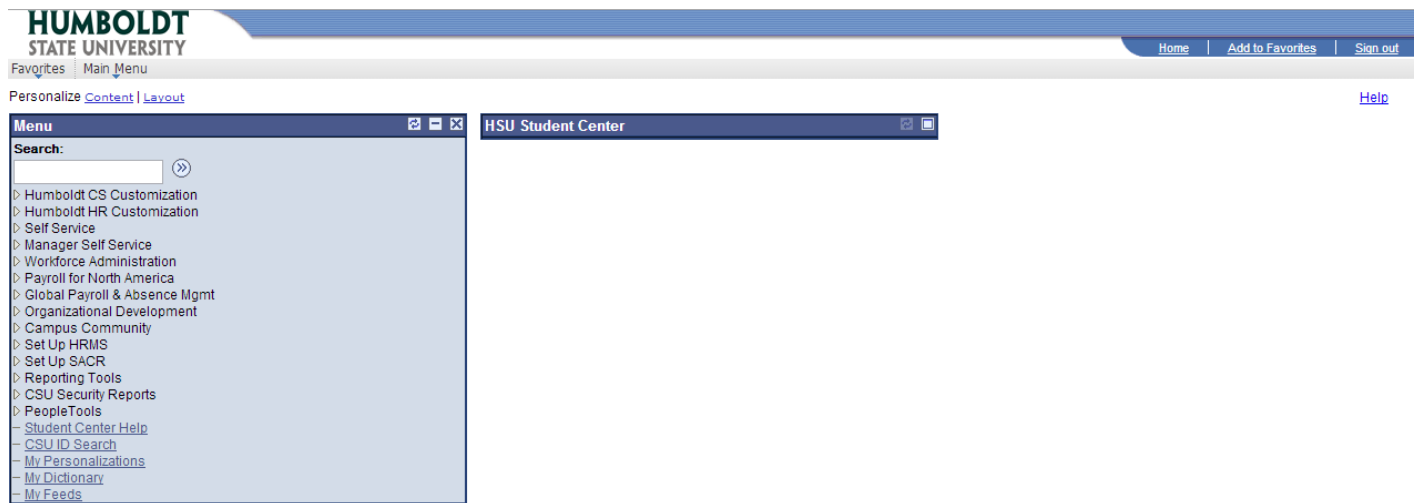 HUMBOLDT
STATE UNIVERSITY
Home | Add to Favorites | Sign out
Favorites Main Menu
Personalize Content | Layout
Help
Menu
HSU Student Center
Search:
Humboldt CS Customization
Humboldt HR Customization
Self Service
Manager Self Service
Workforce Administration
Payroll for North America
Global Payroll & Absence Mgmt
Organizational Development
Campus Community
Set Up HRMS
Set Up SACR
Reporting Tools
CSU Security Reports
PeopleTools
Student Center Help
CSU ID Search
My Personalizations
My Dictionary
My Feeds